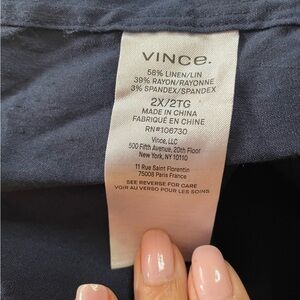 VINCE.
58% LINEN/LIN
39% RAYON/RAYONNE
3% SPANDEX/SPANDEX
2X/2TG
MADE IN CHINA
FABRIQUÉ EN CHINE
RN#106730
Vince, LLC
500 Fifth Avenue, 20th Floor
New York, NY 10110
11 Rue Saint Florentin
75008 Paris France
SEE REVERSE FOR CARE
VOIR AU VERSO POUR LES SOINS